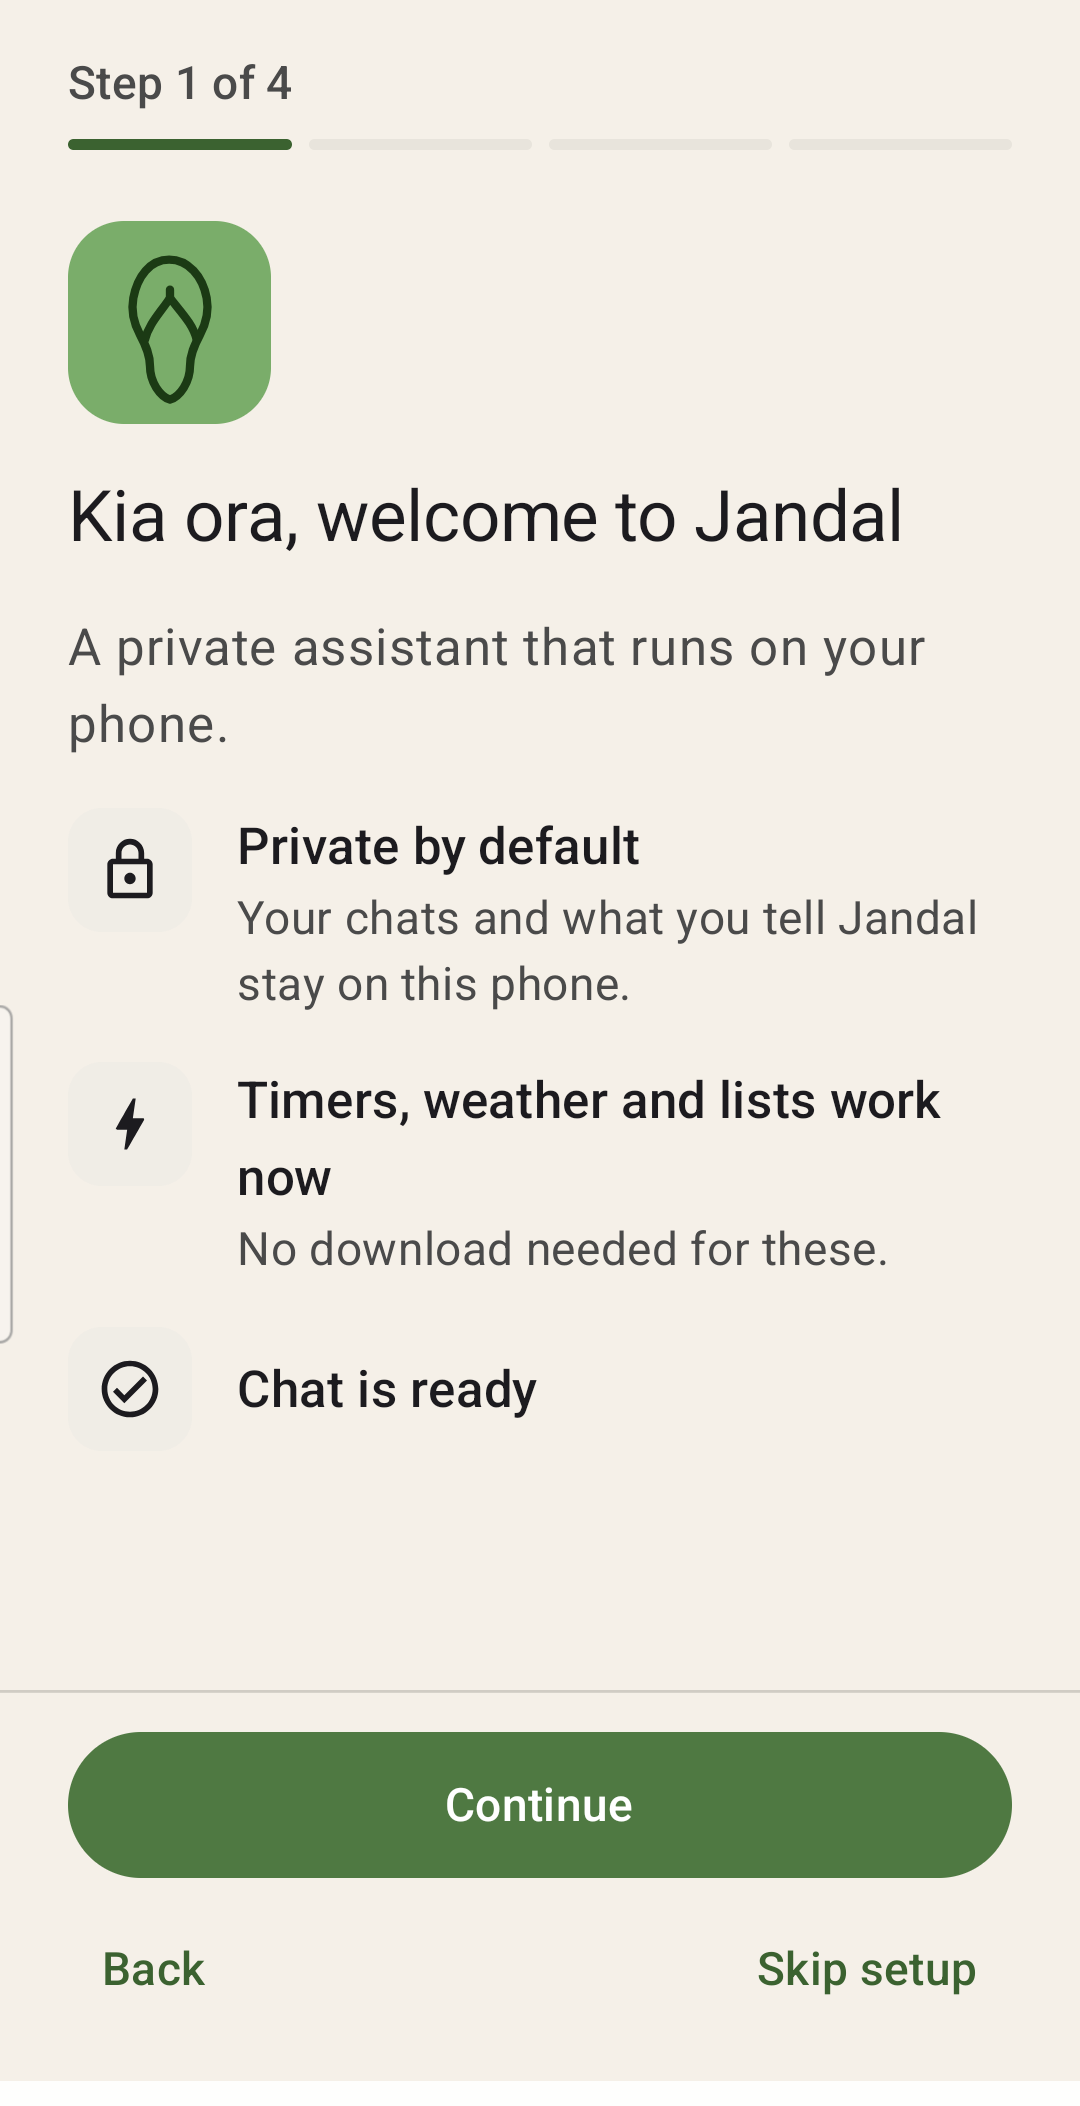 Step 1 of 4
Kia ora, welcome to Jandal
A private assistant that runs on your
phone.
Private by default
Your chats and what you tell Jandal
stay on this phone.
Timers, weather and lists work
now
No download needed for these.
Chat is ready
Continue
Back
Skip setup